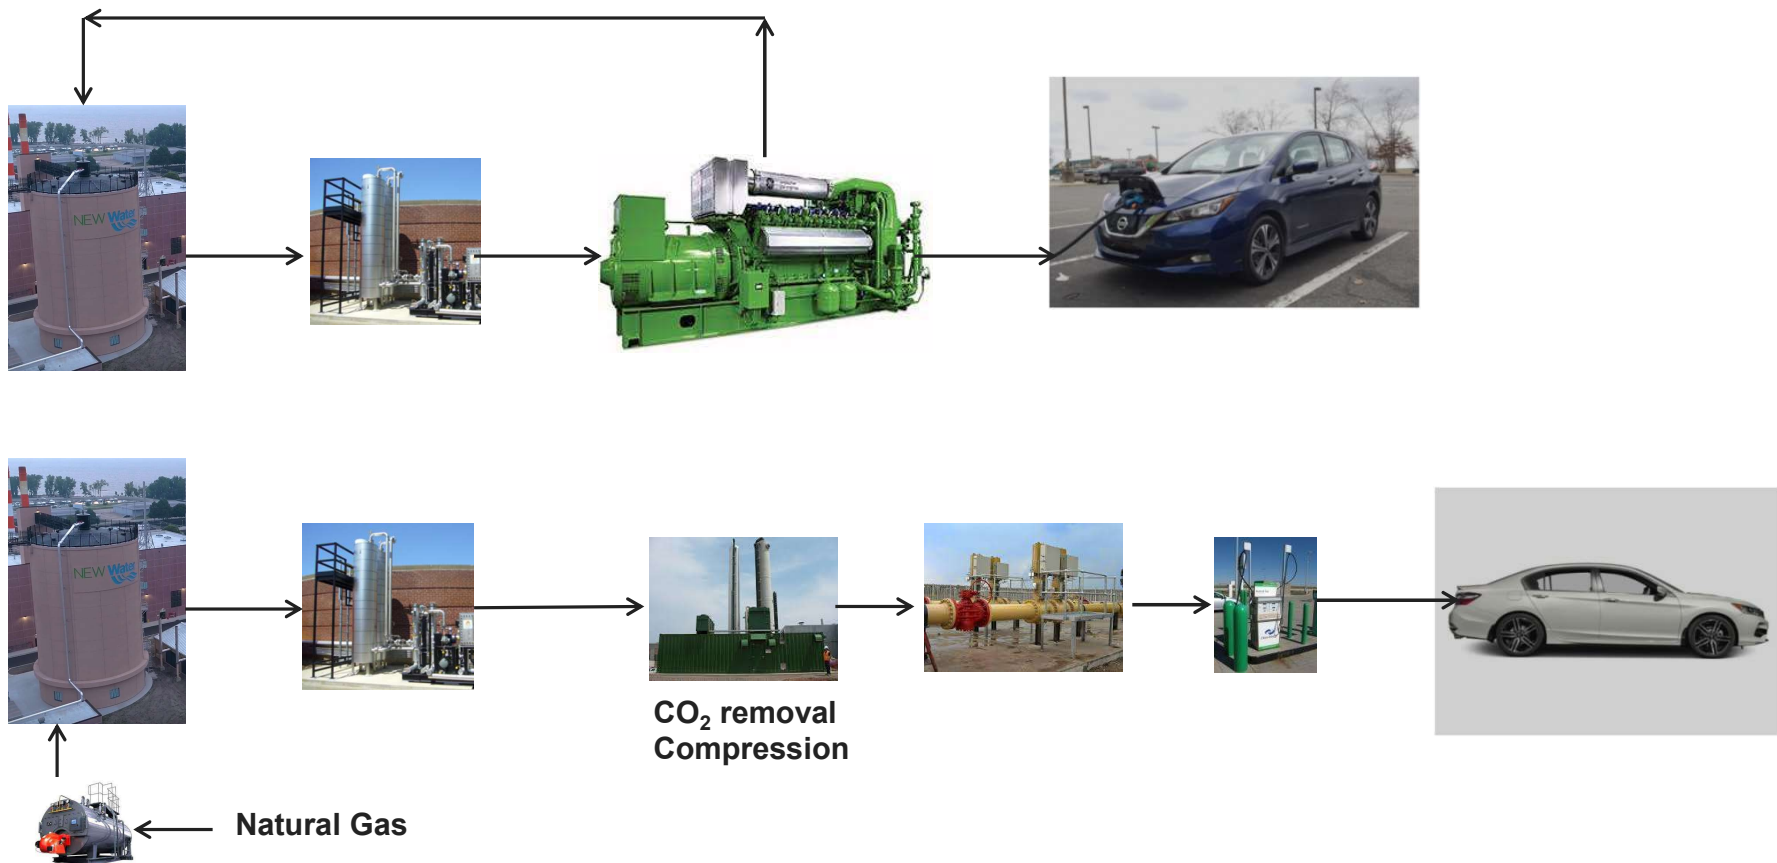 NEW Water
NEW Water
CO₂ removal
Compression
Natural Gas